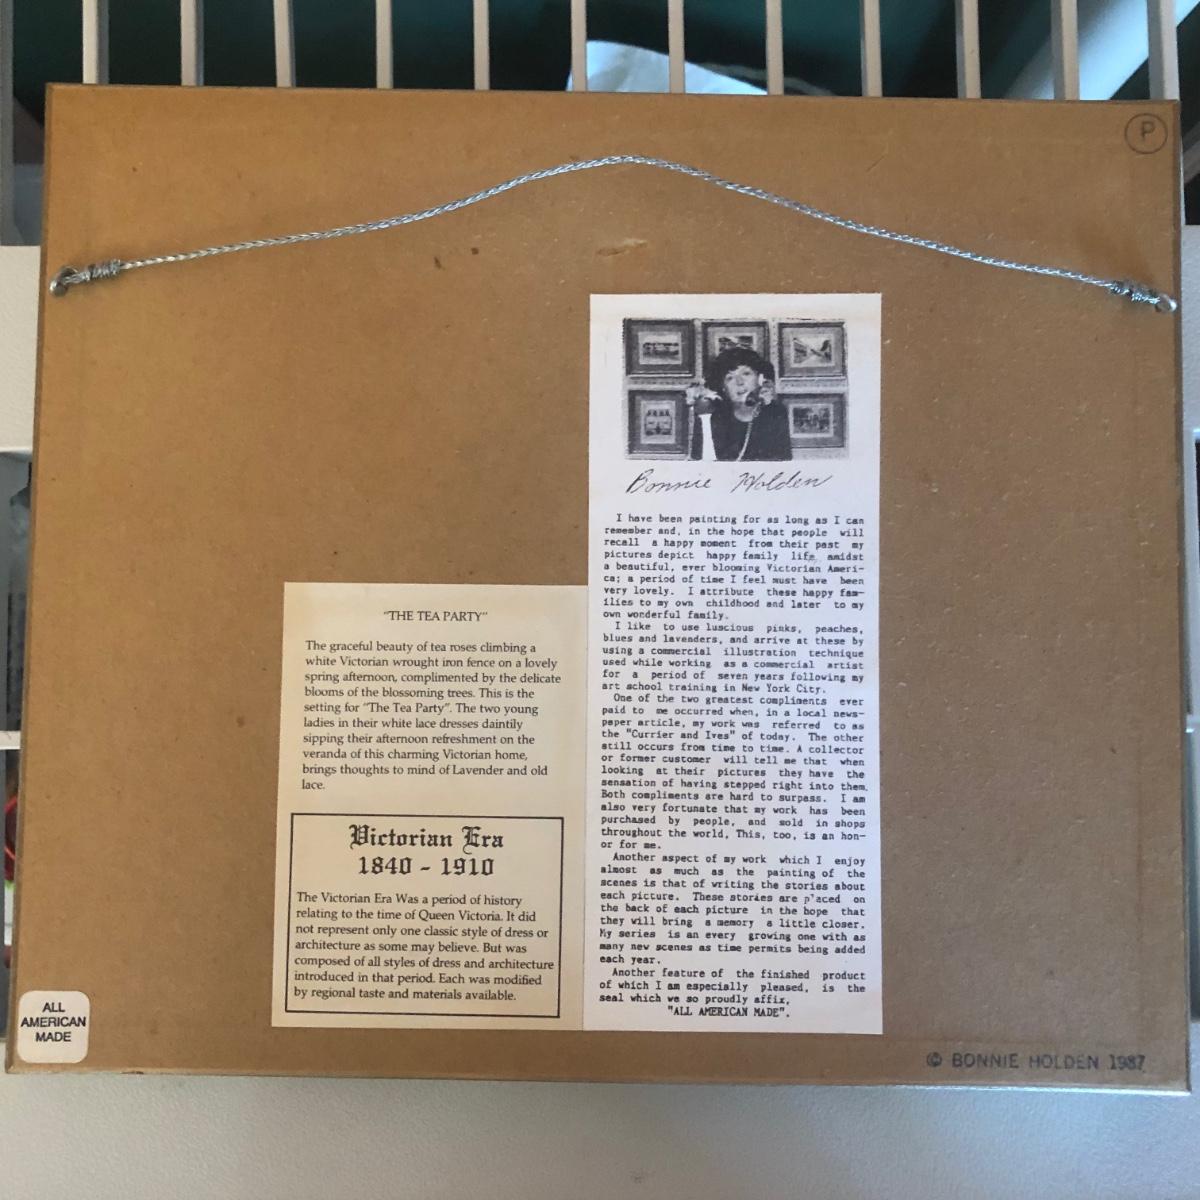 P
Bonnie Holden
I have been painting for as long as I can
remember and, in the hope that people will
recall a happy moment from their past my
pictures depict happy family life, amidst
a beautiful, ever blooming Victorian Ameri-
ca; a period of time I feel must have been
very lovely. I attribute these happy fam-
ilies to my own childhood and later to my
own wonderful family.
I like to use luscious pinks, peaches,
blues and lavenders, and arrive at these by
using a commercial illustration technique
used while working as a commercial artist
for a period of seven years following my
art school training in New York City.
One of the two greatest compliments ever
paid to me occurred when, in a local news-
paper article, my work was referred to as
the "Currier and Ives" of today. The other
still occurs from time to time. A collector
or former customer will tell me that when
looking at their pictures they have the
sensation of having stepped right into them.
Both compliments are hard to surpass. I am
also very fortunate that my work has been
purchased by people, and sold in shops
throughout the world, This, too, is an hon-
or for me.
Another aspect of my work which I enjoy
almost as much as the painting of the
scenes is that of writing the stories about
each picture. These stories are placed on
the back of each picture in the hope that
they will bring a memory a little closer.
My series is an every growing one with as
many new scenes as time permits being added
each year.
Another feature of the finished product
of which I am especially pleased, is the
seal which we so proudly affix,
"ALL AMERICAN MADE".
"THE TEA PARTY"
The graceful beauty of tea roses climbing a
white Victorian wrought iron fence on a lovely
spring afternoon, complimented by the delicate
blooms of the blossoming trees. This is the
setting for "The Tea Party". The two young
ladies in their white lace dresses daintily
sipping their afternoon refreshment on the
veranda of this charming Victorian home,
brings thoughts to mind of Lavender and old
lace.
Victorian Era
1840 - 1910
The Victorian Era Was a period of history
relating to the time of Queen Victoria. It did
not represent only one classic style of dress or
architecture as some may believe. But was
composed of all styles of dress and architecture
introduced in that period. Each was modified
by regional taste and materials available.
ALL
AMERICAN
MADE
© BONNIE HOLDEN 1987